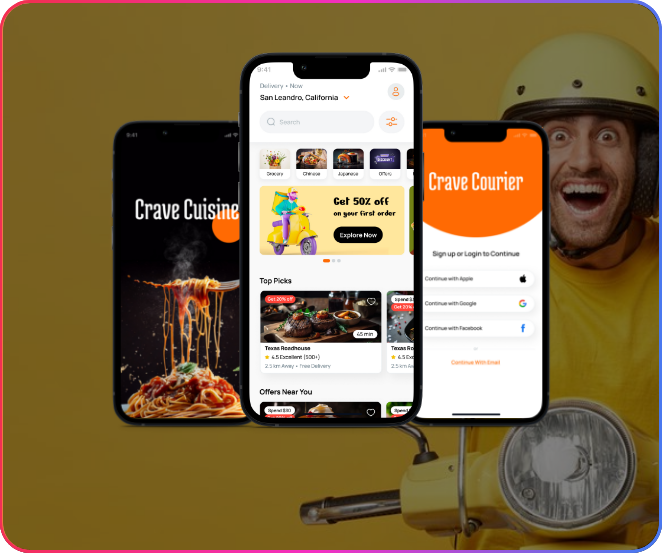 9:41
Crave Cuisine
9:41
Delivery • Now
San Leandro, California
Search
Grocery
Chinese
Japanese
Offers
Get 50% off
on your first order
Explore Now
Top Picks
Get 20% off
45 min
Texas Roadhouse
4.5 Excellent (500+)
2.5 km Away • Free Delivery
Spend $
Get 20%
Texas Ro
4.5 Ex
2.5 km
Offers Near You
Spend $30
Spend $
Crave Courier
Sign up or Login to Continue
Continue with Apple
Continue with Google
Continue with Facebook
or
Continue With Email